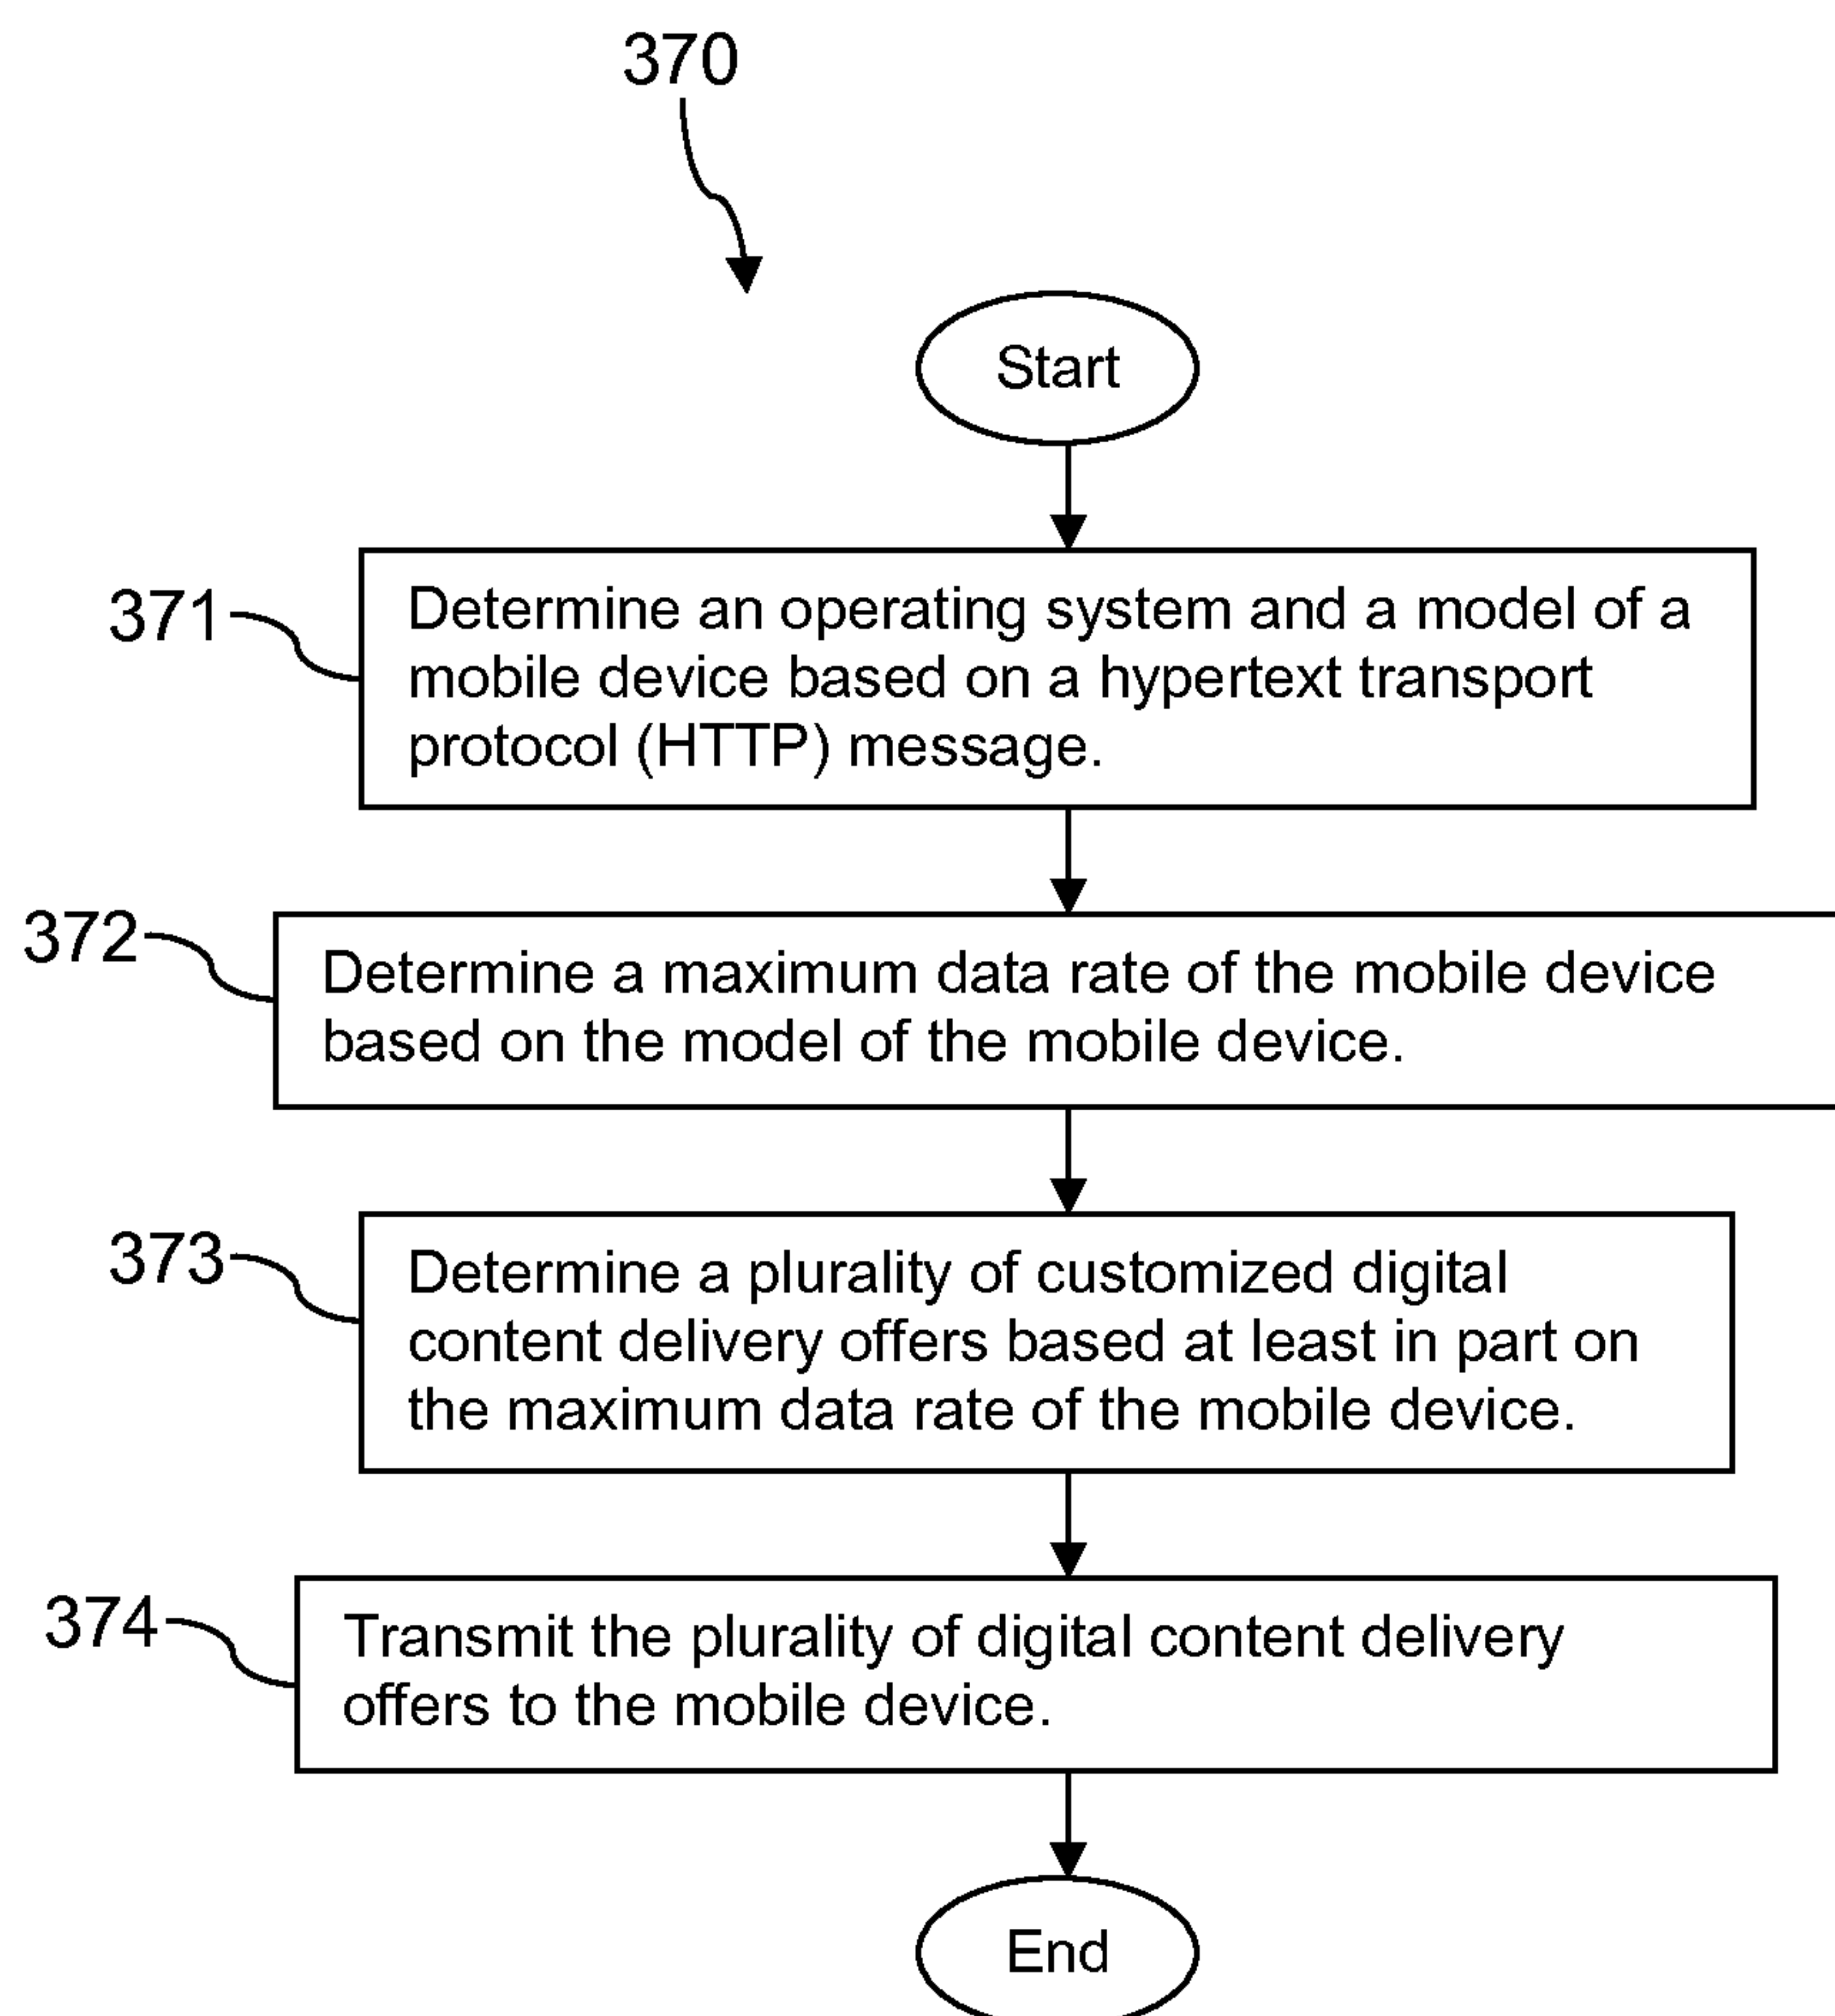 370
Start
371
Determine an operating system and a model of a
mobile device based on a hypertext transport
protocol (HTTP) message.
372
Determine a maximum data rate of the mobile device
based on the model of the mobile device.
373
Determine a plurality of customized digital
content delivery offers based at least in part on
the maximum data rate of the mobile device.
374
Transmit the plurality of digital content delivery
offers to the mobile device.
End